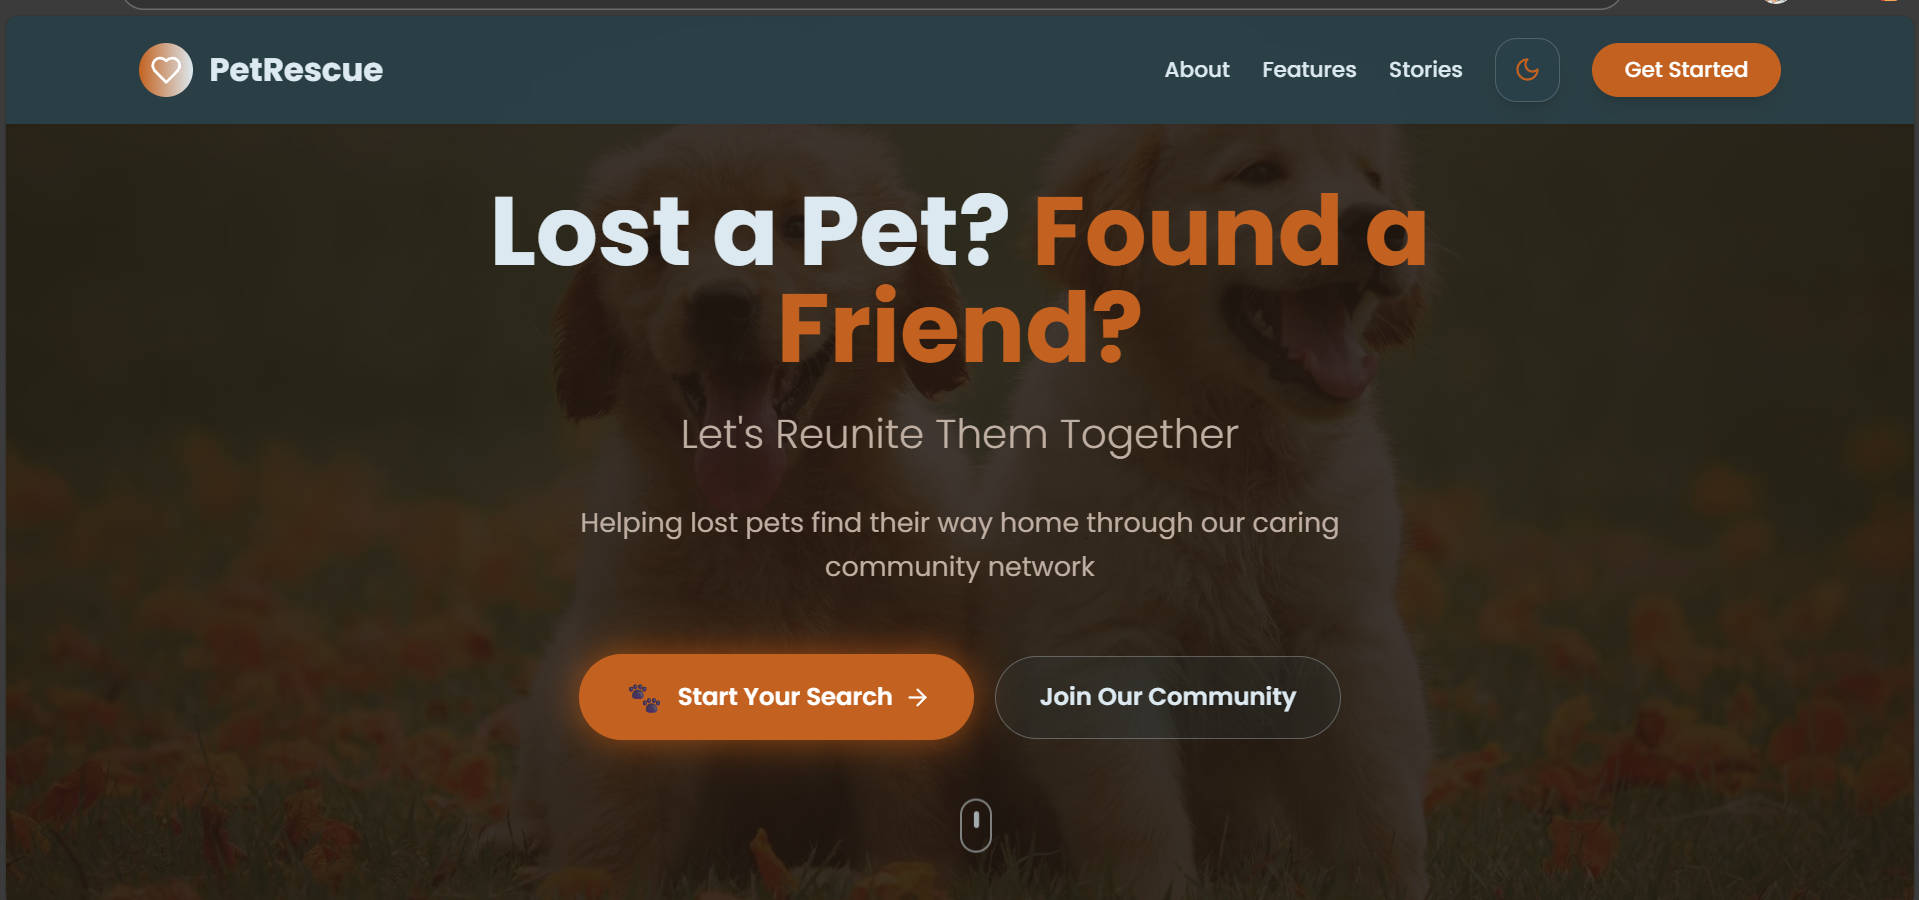 PetRescue
About
Features
Stories
Get Started
Lost a Pet? Found a
Friend?
Let's Reunite Them Together
Helping lost pets find their way home through our caring
community network
Start Your Search →
Join Our Community